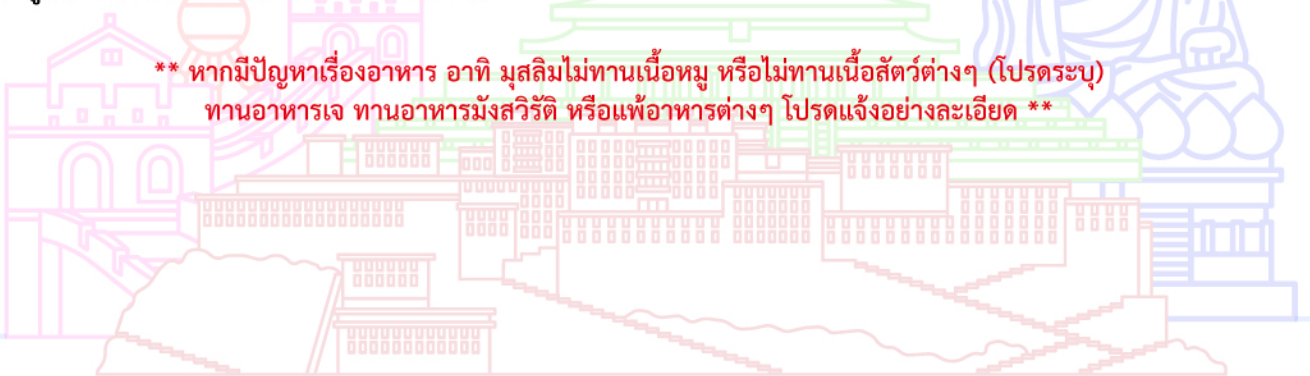 ** หากมีปัญหาเรื่องอาหาร อาทิ มุสลิมไม่ทานเนื้อหมู หรือไม่ทานเนื้อสัตว์ต่างๆ (โปรดระบุ)
ทานอาหารเจ ทานอาหารมังสวิรัติ หรือแพ้อาหารต่างๆ โปรดแจ้งอย่างละเอียด **